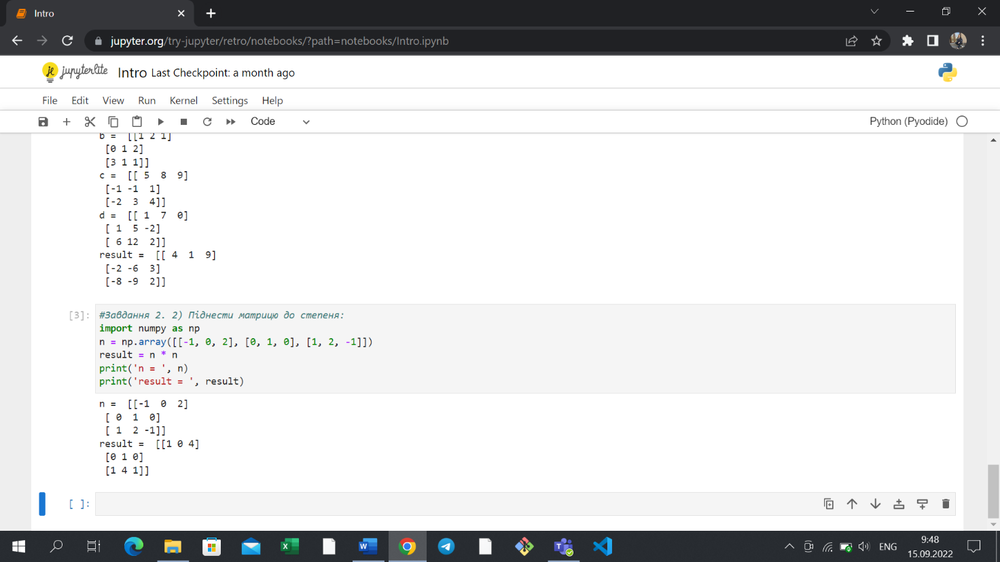 Intro
jupyter.org/try-jupyter/retro/notebooks/?path=notebooks/Intro.ipynb
jupyterlite Intro Last Checkpoint: a month ago
File Edit View Run Kernel Settings Help
Code Python (Pyodide)
b =  [[1 2 1]
[0 1 2]
[3 1 1]]
c =  [[ 5  8  9]
[-1 -1  1]
[-2  3  4]]
d =  [[ 1  7  0]
[ 1  5 -2]
[ 6 12  2]]
result =  [[ 4  1  9]
[-2 -6  3]
[-8 -9  2]]
[3]: #Завдання 2. 2) Піднести матрицю до степеня:
import numpy as np
n = np.array([[-1, 0, 2], [0, 1, 0], [1, 2, -1]])
result = n * n
print('n = ', n)
print('result = ', result)
n =  [[-1  0  2]
[ 0  1  0]
[ 1  2 -1]]
result =  [[1 0 4]
[0 1 0]
[1 4 1]]
[ ]:
ENG 9:48
15.09.2022